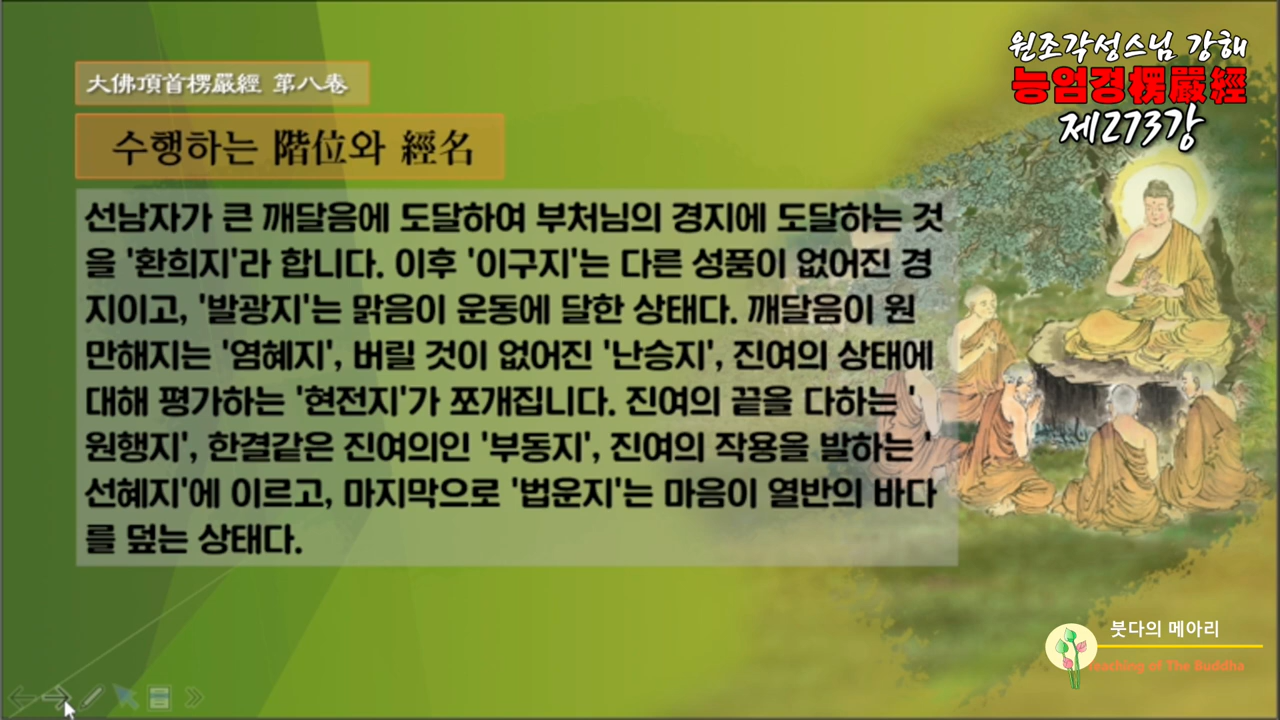 원조각성스님 강해
능엄경楞嚴經
제273강
大佛頂首楞嚴經 第八卷
수행하는 階位와 經名
선남자가 큰 깨달음에 도달하여 부처님의 경지에 도달하는 것
을 '환희지'라 합니다. 이후 '이구지'는 다른 성품이 없어진 경
지이고, '발광지'는 맑음이 운동에 달한 상태다. 깨달음이 원
만해지는 '염혜지', 버릴 것이 없어진 '난승지', 진여의 상태에
대해 평가하는 '현전지'가 쪼개집니다. 진여의 끝을 다하는 '
원행지', 한결같은 진여의인 '부동지', 진여의 작용을 발하는 '
선혜지'에 이르고, 마지막으로 '법운지'는 마음이 열반의 바다
를 덮는 상태다.
붓다의 메아리
Teaching of The Buddha